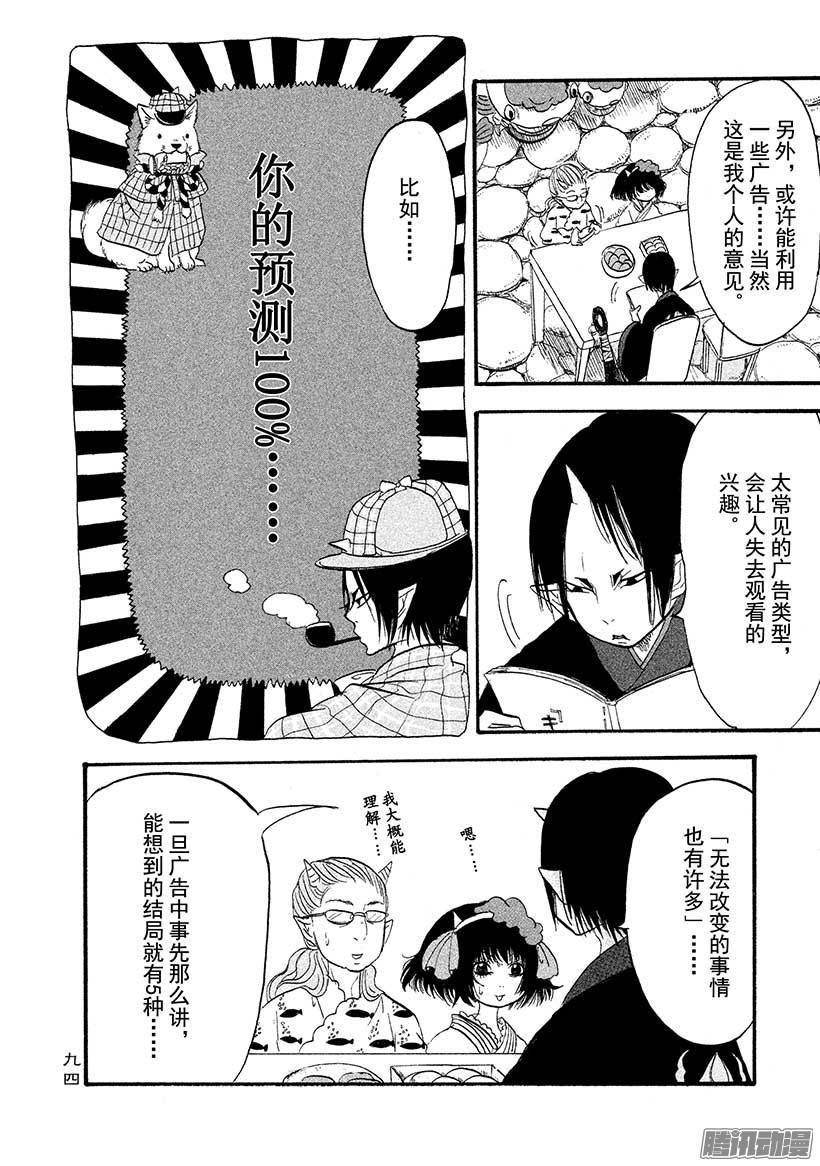 另外，或许能利用
一些广告……当然
这是我个人的意见。
太常见的广告类型，
会让人失去观看的
兴趣。
比如……
你的预测100%……
「无法改变的事情
也有许多」……
嗯……
我大概能
理解……
一旦广告中事先那么讲，
能想到的结局就有5种……
九四
腾讯动漫